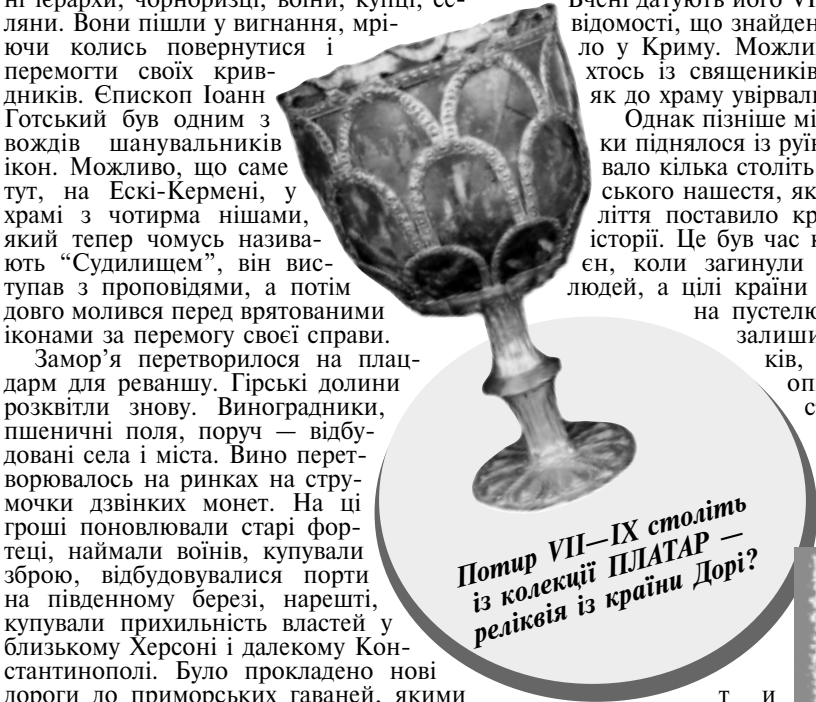 ні ієрархи, чорноризці, воїни, купці, се-
ляни. Вони пішли у вигнання, мрі-
ючи колись повернутися і
перемогти своїх крив-
дників. Єпископ Іоанн
Готський був одним з
вождів шанувальників
ікон. Можливо, що саме
тут, на Ескі-Кермені, у
храмі з чотирма нішами,
який тепер чомусь назива-
ють “Судилищем”, він вис-
тупав з проповідями, а потім
довго молився перед врятованими
іконами за перемогу своєї справи.
Замор’я перетворилося на плац-
дарм для реваншу. Гірські долини
розквітли знову. Виноградники,
пшеничні поля, поруч — відбу-
довані села і міста. Вино перет-
ворювалось на ринках на стру-
мочки дзвінких монет. На ці
гроші поновлювали старі фор-
теці, наймали воїнів, купували
зброю, відбудовувалися порти
на південному березі, нарешті,
купували прихильність властей у
близькому Херсоні і далекому Кон-
стантинополі. Було прокладено нові
дороги до приморських гаваней, якими
Вчені датують його VI
відомості, що знайден
ло у Криму. Можли
хтось із священиків
як до храму увірвал
Однак пізніше мі
ки піднялося із руїн
вало кілька століть
ського нашестя, як
ліття поставило кр
історії. Це був час к
єн, коли загинули
людей, а цілі країни
на пустелю
залиши
ків,
оп
с
т и
Потир VII—IX століть
із колекції ПЛАТАР —
реліквія із країни Дорі?